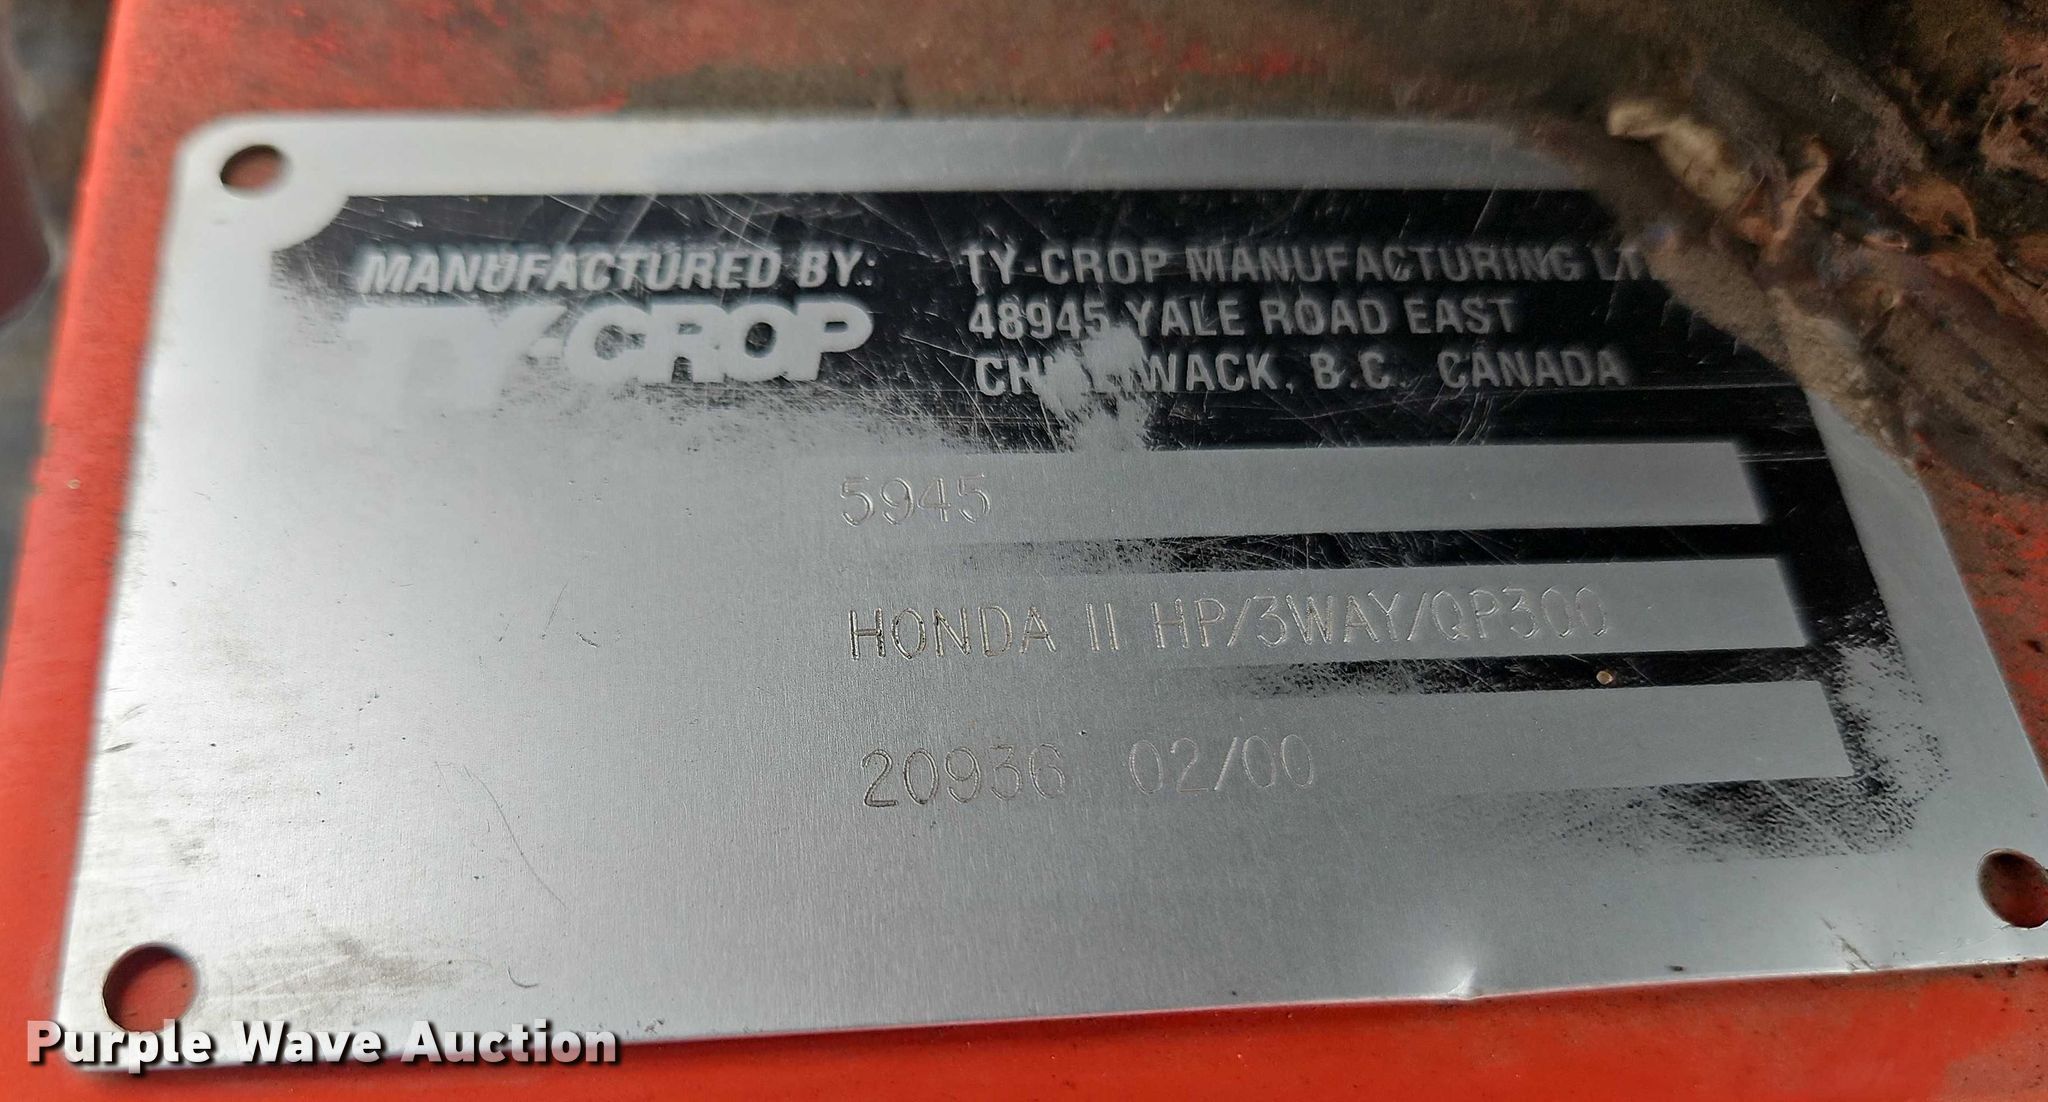 MANUFACTURED BY:
TY-CROP
TY-CROP MANUFACTURING
48945 YALE ROAD EAST
B.C. CANADA
5945
HONDA 11 HP/3WAY/QP300
20936 02/00
Purple Wave Auction